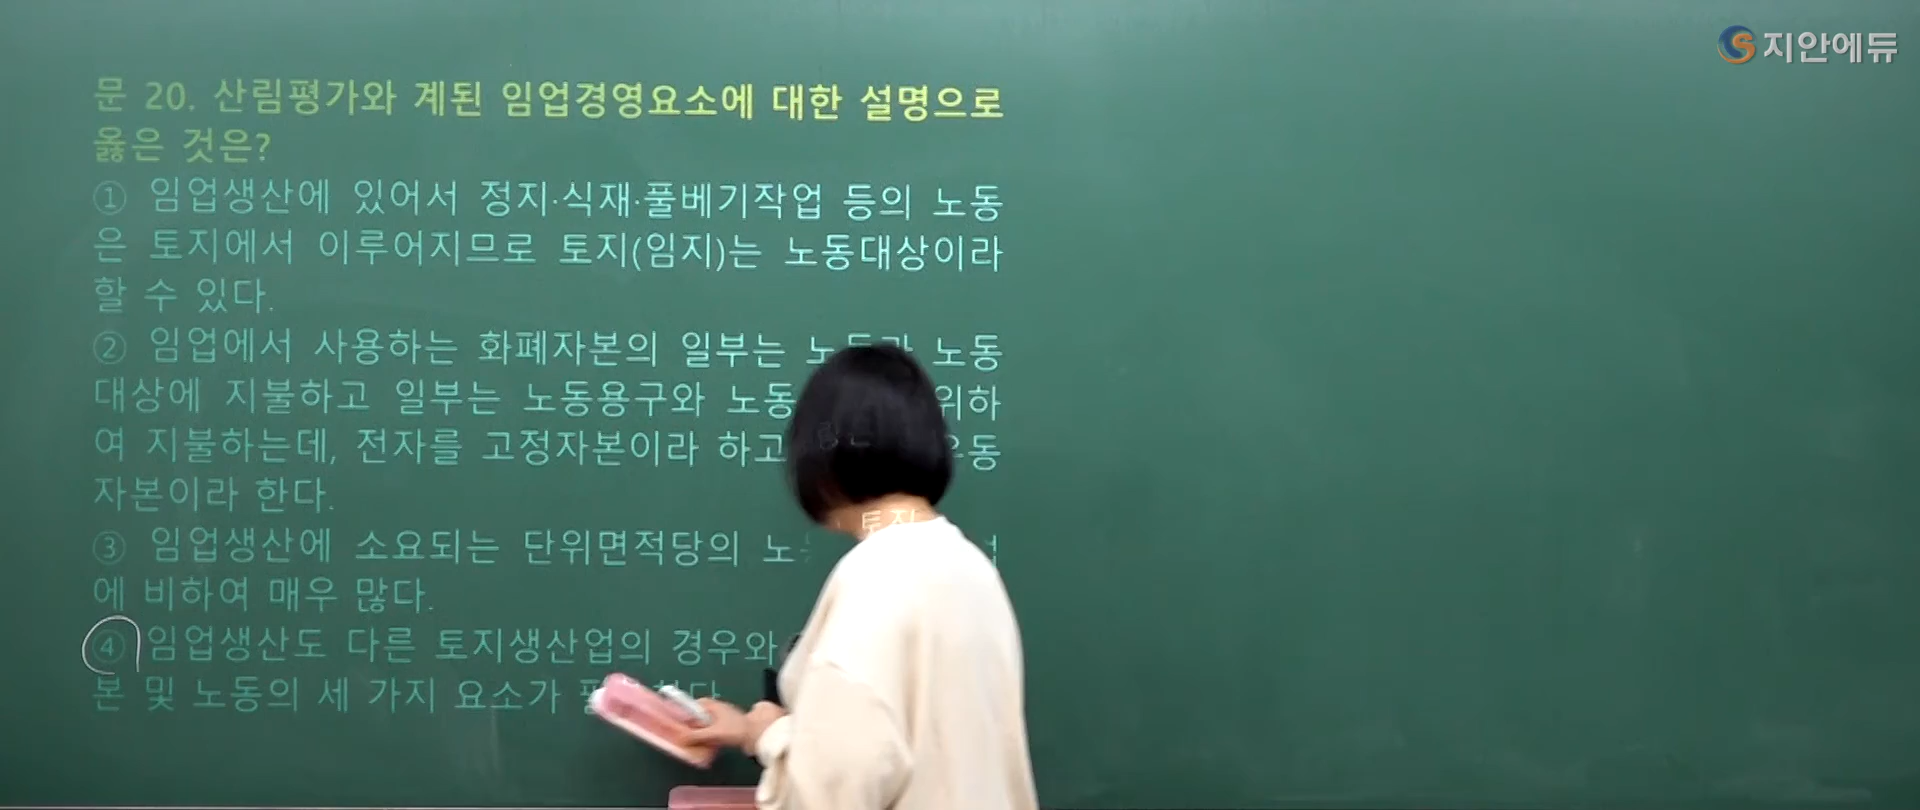 지안에듀
문 20. 산림평가와 계된 임업경영요소에 대한 설명으로
옳은 것은?
① 임업생산에 있어서 정지·식재·풀베기작업 등의 노동
은 토지에서 이루어지므로 토지(임지)는 노동대상이라
할 수 있다.
② 임업에서 사용하는 화폐자본의 일부는 노동과 노동
대상에 지불하고 일부는 노동용구와 노동 위하
여 지불하는데, 전자를 고정자본이라 하고
자본이라 한다.
③ 임업생산에 소요되는 단위면적당의
에 비하여 매우 많다.
④ 임업생산도 다른 토지생산업의 경우와
본 및 노동의 세 가지 요소가